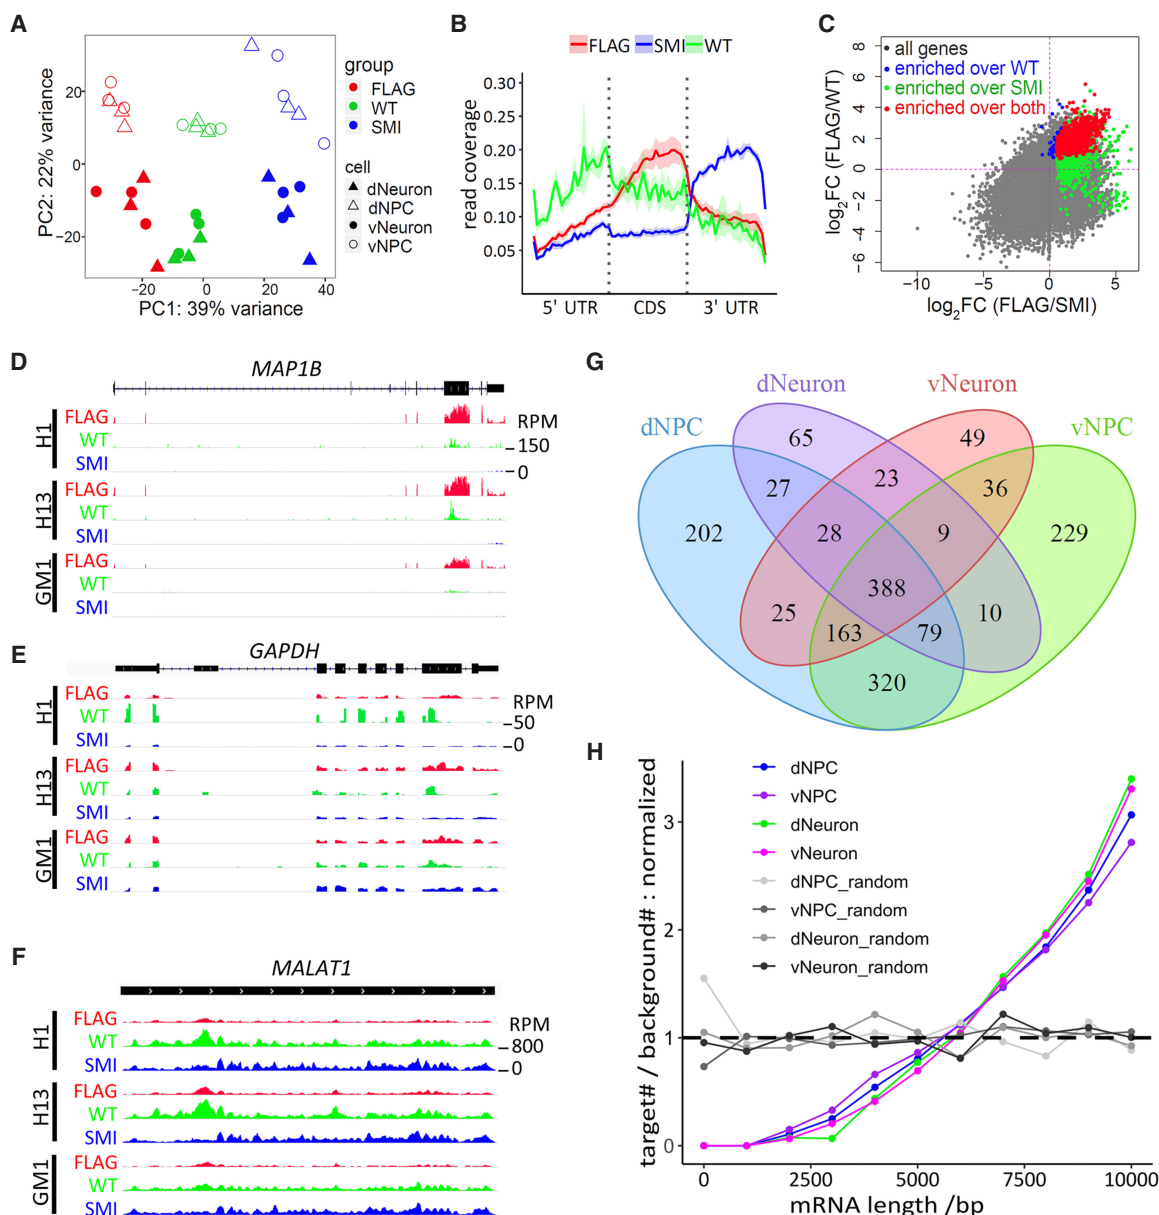 A
group
FLAG
WT
SMI
cell
dNeuron
dNPC
vNeuron
vNPC
PC2: 22% variance
20
0
−20
−20
0
20
40
PC1: 39% variance
B
FLAG SMI WT
read coverage
0.30
0.25
0.20
0.15
0.10
0.05
5' UTR CDS 3' UTR
C
all genes
enriched over WT
enriched over SMI
enriched over both
log2FC (FLAG/WT)
8
6
4
2
0
−2
−4
−6
−10 −5 0 5
log2FC (FLAG/SMI)
D
MAP1B
H1
FLAG
WT
SMI
RPM
150
0
H13
FLAG
WT
SMI
GM1
FLAG
WT
SMI
E
GAPDH
H1
FLAG
WT
SMI
RPM
50
0
H13
FLAG
WT
SMI
GM1
FLAG
WT
SMI
F
MALAT1
H1
FLAG
WT
SMI
RPM
800
0
H13
FLAG
WT
SMI
GM1
FLAG
WT
SMI
G
dNeuron vNeuron
dNPC vNPC
65 49
27 23 36
202 28 9 229
388
25 163 79 10
320
H
target# / background# : normalized
dNPC
vNPC
dNeuron
vNeuron
dNPC_random
vNPC_random
dNeuron_random
vNeuron_random
3
2
1
0
0 2500 5000 7500 10000
mRNA length /bp